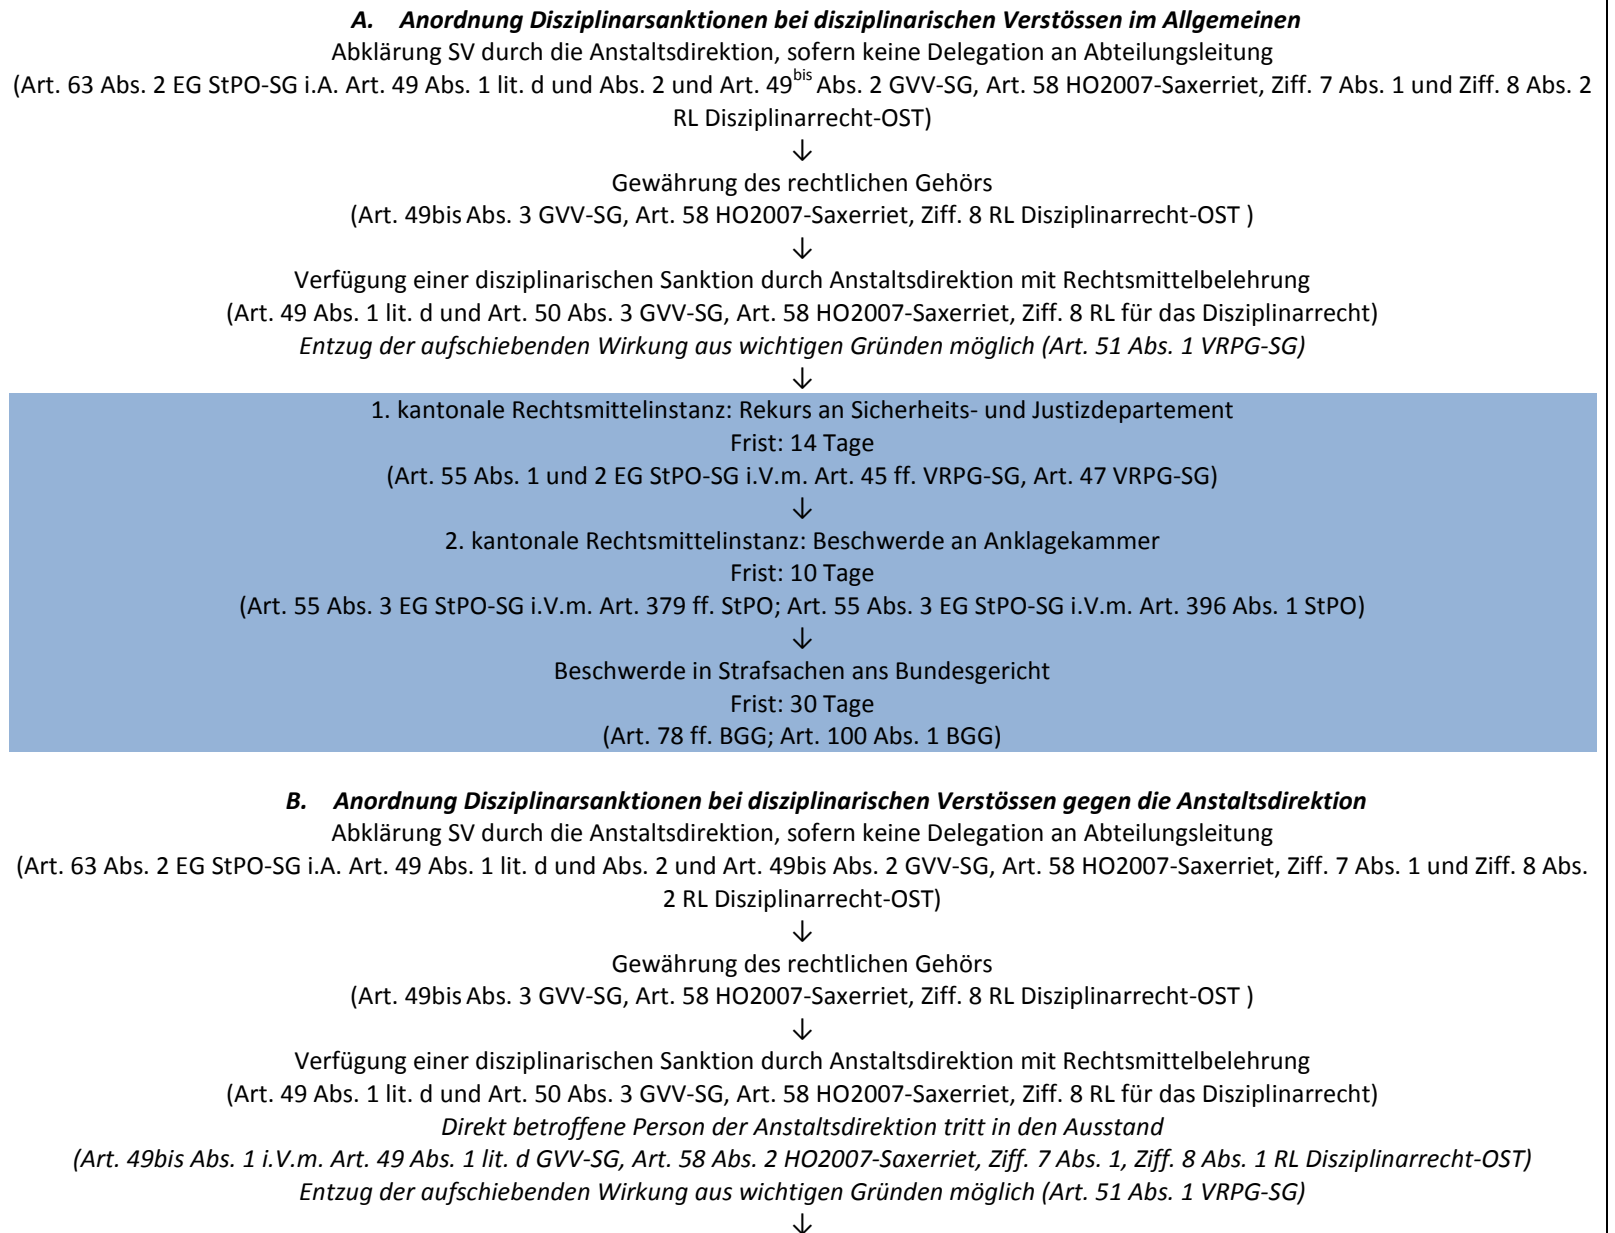 A. Anordnung Disziplinarsanktionen bei disziplinarischen Verstössen im Allgemeinen
Abklärung SV durch die Anstaltsdirektion, sofern keine Delegation an Abteilungsleitung
(Art. 63 Abs. 2 EG StPO-SG i.A. Art. 49 Abs. 1 lit. d und Abs. 2 und Art. 49bis Abs. 2 GVV-SG, Art. 58 HO2007-Saxerriet, Ziff. 7 Abs. 1 und Ziff. 8 Abs. 2
RL Disziplinarrecht-OST)
↓
Gewährung des rechtlichen Gehörs
(Art. 49bis Abs. 3 GVV-SG, Art. 58 HO2007-Saxerriet, Ziff. 8 RL Disziplinarrecht-OST )
↓
Verfügung einer disziplinarischen Sanktion durch Anstaltsdirektion mit Rechtsmittelbelehrung
(Art. 49 Abs. 1 lit. d und Art. 50 Abs. 3 GVV-SG, Art. 58 HO2007-Saxerriet, Ziff. 8 RL für das Disziplinarrecht)
Entzug der aufschiebenden Wirkung aus wichtigen Gründen möglich (Art. 51 Abs. 1 VRPG-SG)
↓
1. kantonale Rechtsmittelinstanz: Rekurs an Sicherheits- und Justizdepartement
Frist: 14 Tage
(Art. 55 Abs. 1 und 2 EG StPO-SG i.V.m. Art. 45 ff. VRPG-SG, Art. 47 VRPG-SG)
↓
2. kantonale Rechtsmittelinstanz: Beschwerde an Anklagekammer
Frist: 10 Tage
(Art. 55 Abs. 3 EG StPO-SG i.V.m. Art. 379 ff. StPO; Art. 55 Abs. 3 EG StPO-SG i.V.m. Art. 396 Abs. 1 StPO)
↓
Beschwerde in Strafsachen ans Bundesgericht
Frist: 30 Tage
(Art. 78 ff. BGG; Art. 100 Abs. 1 BGG)
B. Anordnung Disziplinarsanktionen bei disziplinarischen Verstössen gegen die Anstaltsdirektion
Abklärung SV durch die Anstaltsdirektion, sofern keine Delegation an Abteilungsleitung
(Art. 63 Abs. 2 EG StPO-SG i.A. Art. 49 Abs. 1 lit. d und Abs. 2 und Art. 49bis Abs. 2 GVV-SG, Art. 58 HO2007-Saxerriet, Ziff. 7 Abs. 1 und Ziff. 8 Abs.
2 RL Disziplinarrecht-OST)
↓
Gewährung des rechtlichen Gehörs
(Art. 49bis Abs. 3 GVV-SG, Art. 58 HO2007-Saxerriet, Ziff. 8 RL Disziplinarrecht-OST )
↓
Verfügung einer disziplinarischen Sanktion durch Anstaltsdirektion mit Rechtsmittelbelehrung
(Art. 49 Abs. 1 lit. d und Art. 50 Abs. 3 GVV-SG, Art. 58 HO2007-Saxerriet, Ziff. 8 RL für das Disziplinarrecht)
Direkt betroffene Person der Anstaltsdirektion tritt in den Ausstand
(Art. 49bis Abs. 1 i.V.m. Art. 49 Abs. 1 lit. d GVV-SG, Art. 58 Abs. 2 HO2007-Saxerriet, Ziff. 7 Abs. 1, Ziff. 8 Abs. 1 RL Disziplinarrecht-OST)
Entzug der aufschiebenden Wirkung aus wichtigen Gründen möglich (Art. 51 Abs. 1 VRPG-SG)
↓